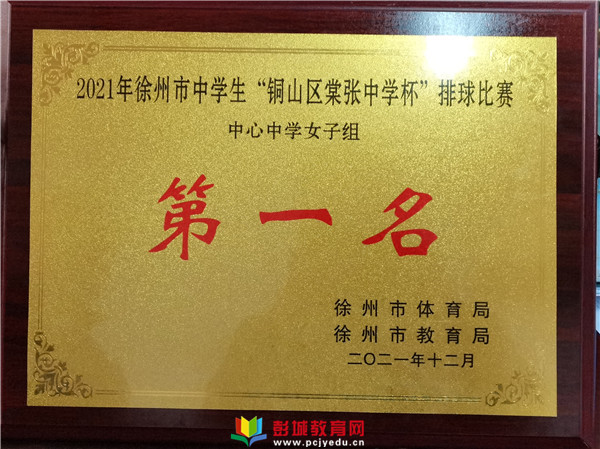 2021年徐州市中学生“铜山区棠张中学杯”排球比赛
中心中学女子组
第一名
徐州市体育局
徐州市教育局
二〇二一年十二月
彭城教育网
www.pcjyedu.cn